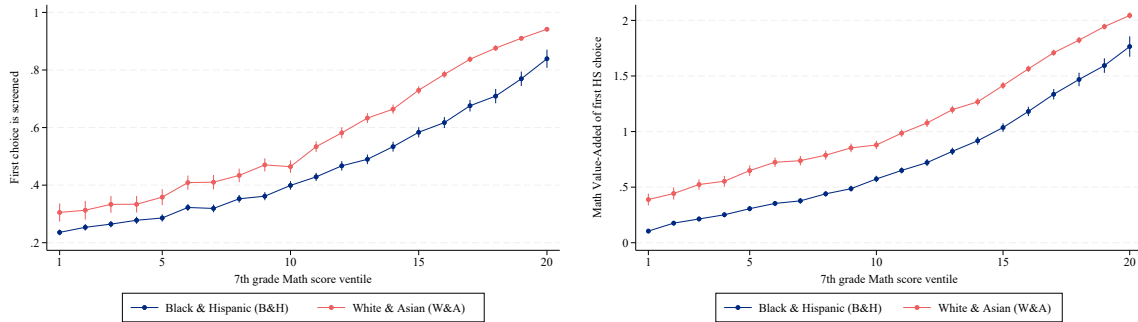 First choice is screened
1
.8
.6
.4
.2
1
5
10
15
20
7th grade Math score ventile
Black & Hispanic (B&H)
White & Asian (W&A)
Math Value-Added of first HS choice
2
1.5
1
.5
0
1
5
10
15
20
7th grade Math score ventile
Black & Hispanic (B&H)
White & Asian (W&A)